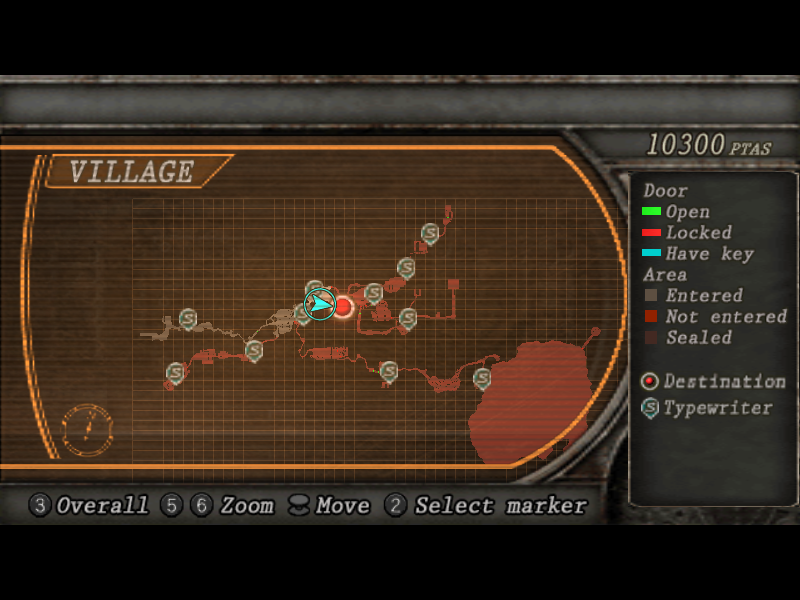 VILLAGE
10300 PTAS
Door
Open
Locked
Have key
Area
Entered
Not entered
Sealed
Destination
S Typewriter
S
S
S
S
S
S
S
S
S
S
3 Overall 5 6 Zoom Move 2 Select marker